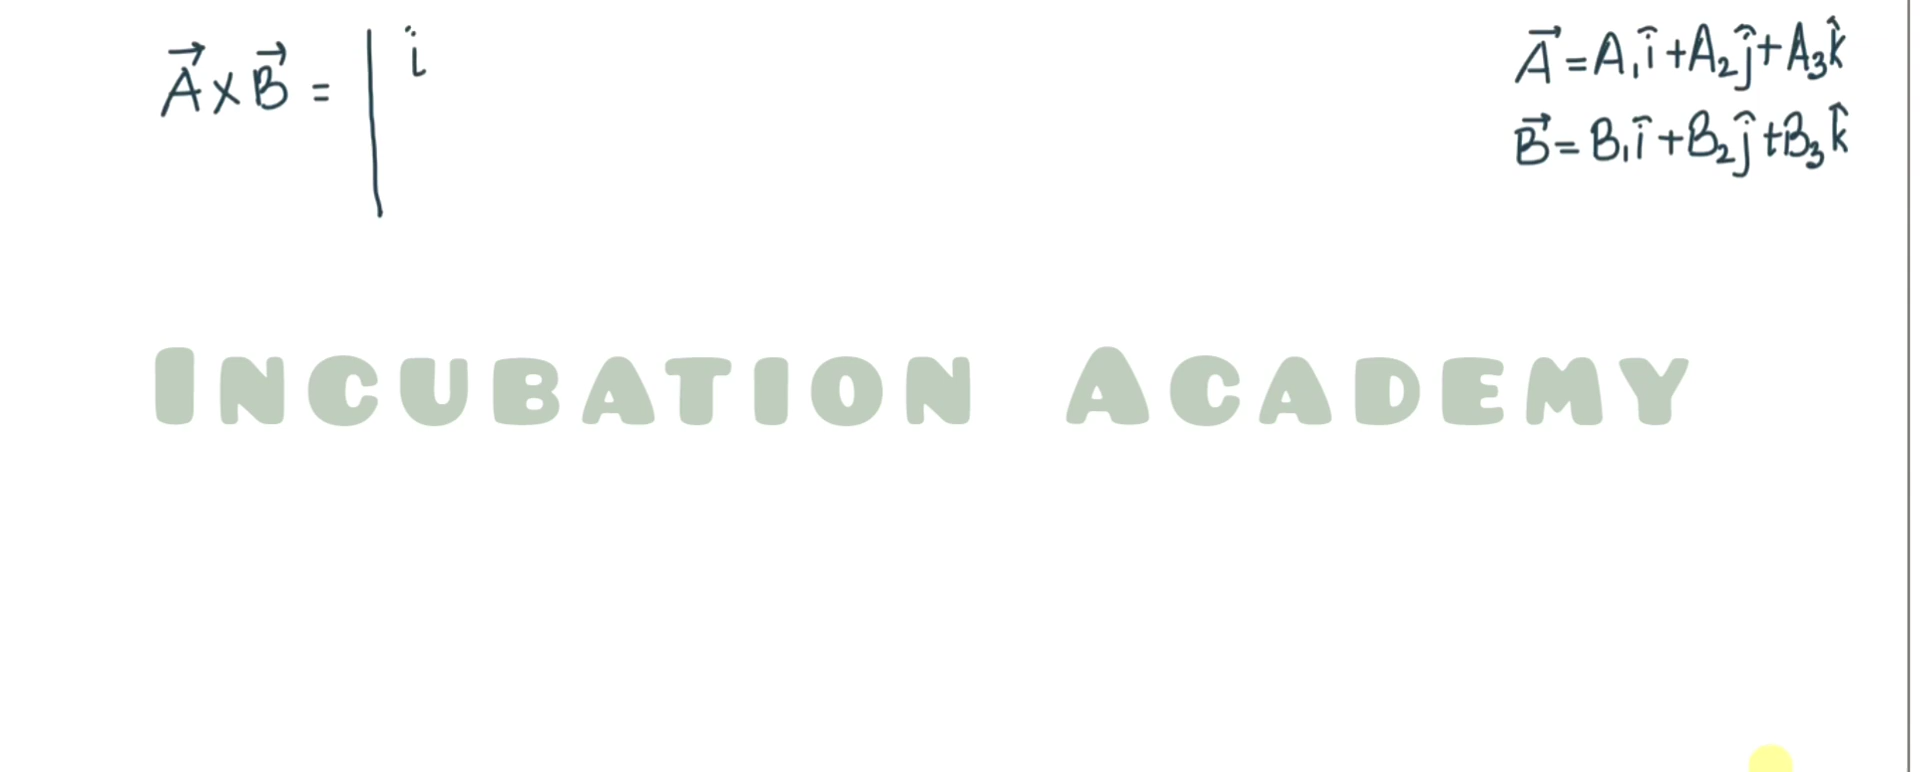 A⃗ × B⃗ = | î
A⃗ = A₁î + A₂ĵ + A₃k̂
B⃗ = B₁î + B₂ĵ + B₃k̂
INCUBATION ACADEMY